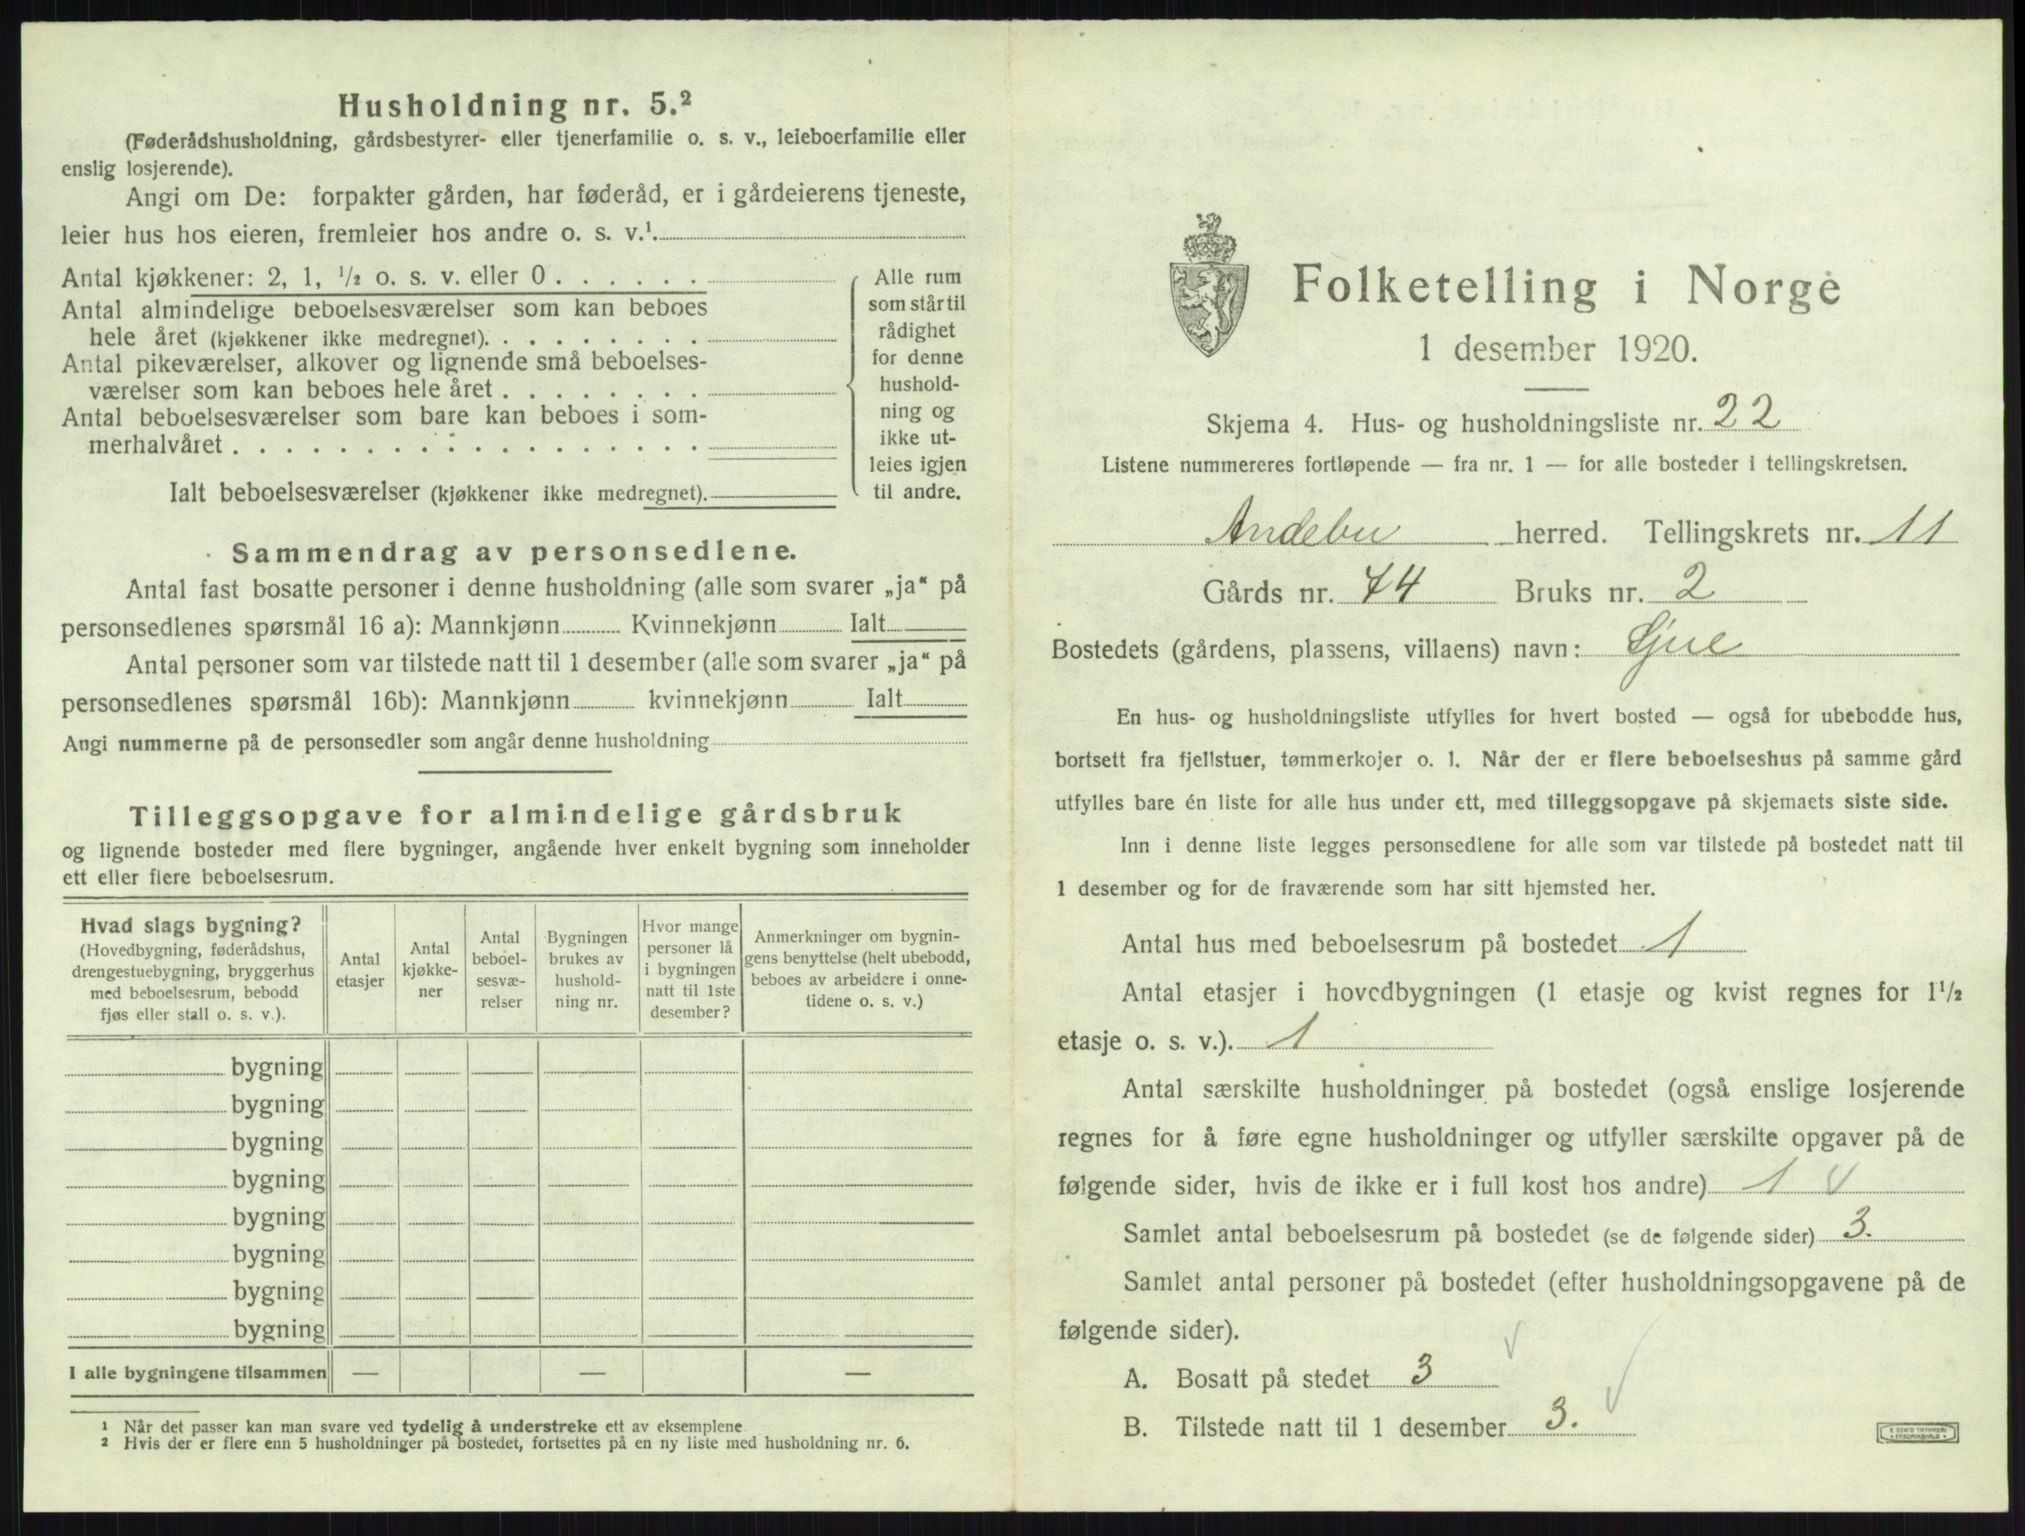 Husholdning nr. 5.²
(Føderådshusholdning, gårdsbestyrer- eller tjenerfamilie o. s. v., leieboerfamilie eller
enslig losjerende).
Angi om De: forpakter gården, har føderåd, er i gårdeierens tjeneste,
leier hus hos eieren, fremleier hos andre o. s. v.¹
Antal kjøkkener: 2, 1, ½ o. s. v. eller 0 . . . . . .
Antal almindelige beboelsesværelser som kan beboes
hele året (kjøkkener ikke medregnet). . . . . . . . .
Antal pikeværelser, alkover og lignende små beboelses-
værelser som kan beboes hele året . . . . . . . .
Antal beboelsesværelser som bare kan beboes i som-
merhalvåret . . . . . . . . . . . . . . . . . .
Ialt beboelsesværelser (kjøkkener ikke medregnet).
Alle rum
som står til
rådighet
for denne
hushold-
ning og
ikke ut-
leies igjen
til andre.
Sammendrag av personsedlene.
Antal fast bosatte personer i denne husholdning (alle som svarer „ja“ på
personsedlenes spørsmål 16 a): Mannkjønn Kvinnekjønn Ialt
Antal personer som var tilstede natt til 1 desember (alle som svarer „ja“ på
personsedlenes spørsmål 16b): Mannkjønn kvinnekjønn Ialt
Angi nummerne på de personsedler som angår denne husholdning
Tilleggsopgave for almindelige gårdsbruk
og lignende bosteder med flere bygninger, angående hver enkelt bygning som inneholder
ett eller flere beboelsesrum.
Hvad slags bygning?
(Hovedbygning, føderådshus,
drengestuebygning, bryggerhus
med beboelsesrum, bebodd
fjøs eller stall o. s. v.).
Antal
etasjer
Antal
kjøkke-
ner
Antal
beboel-
sesvæ-
relser
Bygningen
brukes av
hushold-
ning nr.
Hvor mange
personer lå
i bygningen
natt til 1ste
desember?
Anmerkninger om bygnin-
gens benyttelse (helt ubebodd,
beboes av arbeidere i onne-
tidene o. s. v.)
bygning
bygning
bygning
bygning
bygning
bygning
bygning
bygning
I alle bygningene tilsammen — — —
¹ Når det passer kan man svare ved tydelig å understreke ett av eksemplene.
² Hvis der er flere enn 5 husholdninger på bostedet, fortsettes på en ny liste med husholdning nr. 6.
Folketelling i Norge
1 desember 1920.
Skjema 4. Hus- og husholdningsliste nr. 22
Listene nummereres fortløpende — fra nr. 1 — for alle bosteder i tellingskretsen.
Andebu herred. Tellingskrets nr. 11
Gårds nr. 74 Bruks nr. 2
Bostedets (gårdens, plassens, villaens) navn: Gjue
En hus- og husholdningsliste utfylles for hvert bosted — også for ubebodde hus,
bortsett fra fjellstuer, tømmerkojer o. l. Når der er flere beboelseshus på samme gård
utfylles bare én liste for alle hus under ett, med tilleggsopgave på skjemaets siste side.
Inn i denne liste legges personsedlene for alle som var tilstede på bostedet natt til
1 desember og for de fraværende som har sitt hjemsted her.
Antal hus med beboelsesrum på bostedet 1
Antal etasjer i hovedbygningen (1 etasje og kvist regnes for 1½
etasje o. s. v.). 1
Antal særskilte husholdninger på bostedet (også enslige losjerende
regnes for å føre egne husholdninger og utfyller særskilte opgaver på de
følgende sider, hvis de ikke er i full kost hos andre) 1 √
Samlet antal beboelsesrum på bostedet (se de følgende sider) 3.
Samlet antal personer på bostedet (efter husholdningsopgavene på de
følgende sider).
A. Bosatt på stedet 3 √
B. Tilstede natt til 1 desember 3. √